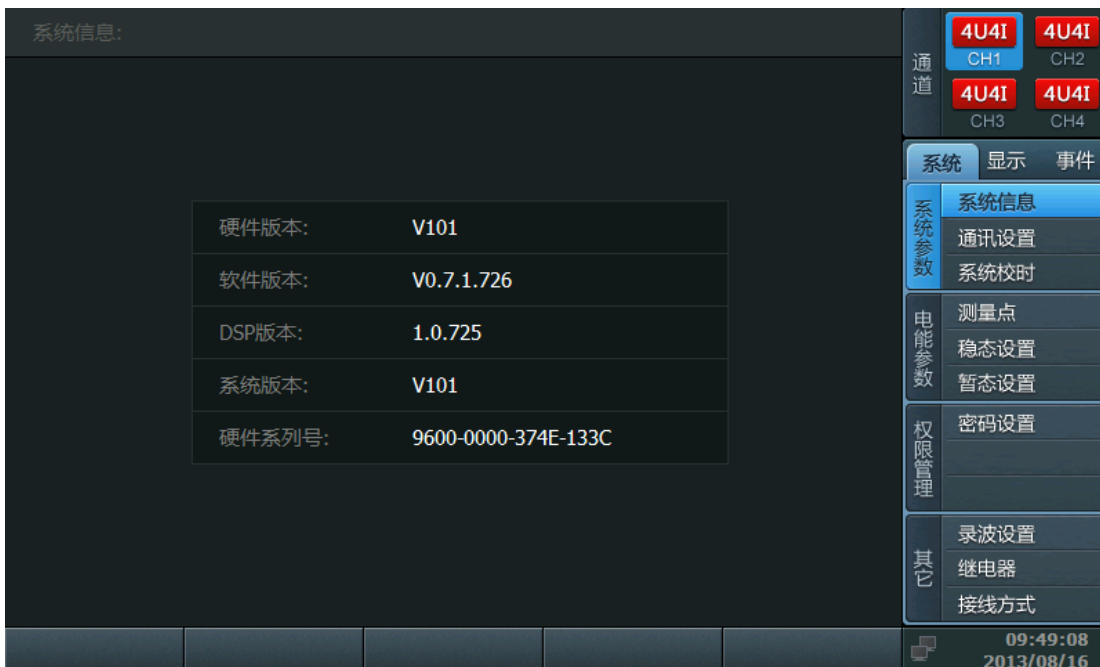 系统信息:
硬件版本: V101
软件版本: V0.7.1.726
DSP版本: 1.0.725
系统版本: V101
硬件系列号: 9600-0000-374E-133C
通道
4U4I 4U4I
CH1 CH2
4U4I 4U4I
CH3 CH4
系统 显示 事件
系统参数
系统信息
通讯设置
系统校时
电能参数
测量点
稳态设置
暂态设置
权限管理
密码设置
其它
录波设置
继电器
接线方式
09:49:08
2013/08/16